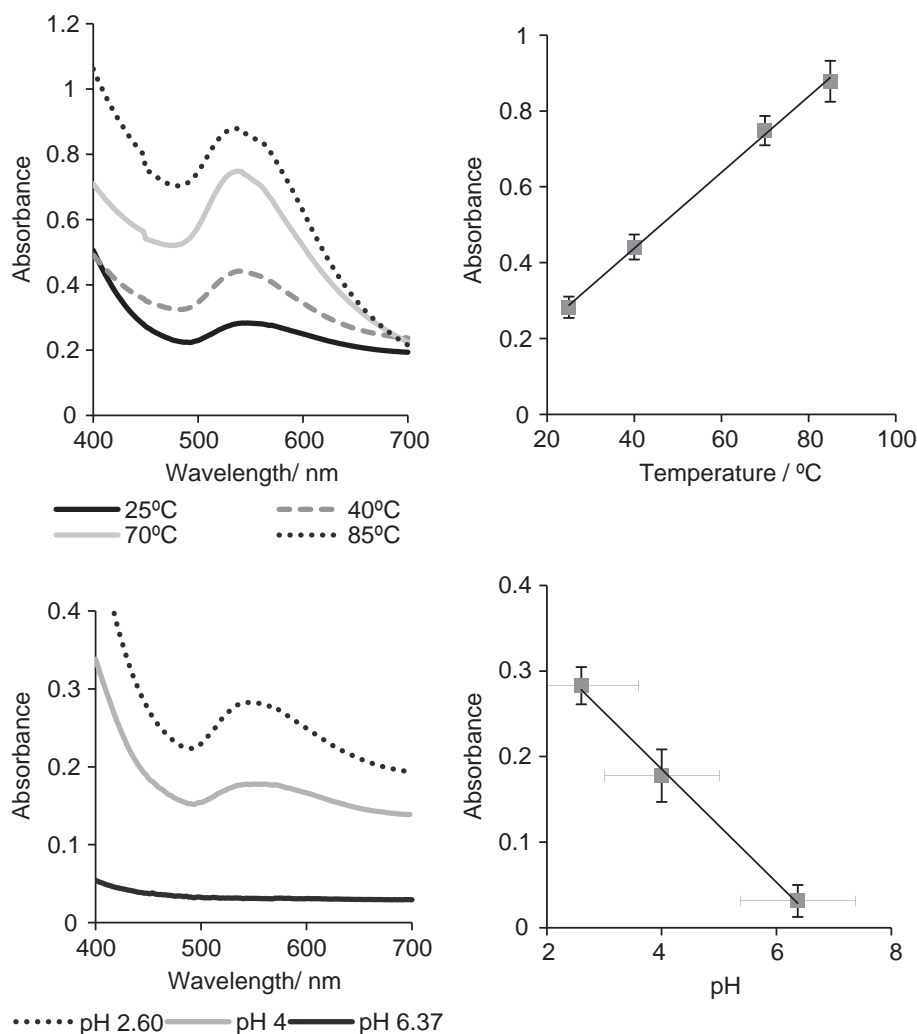 1.2
1
0.8
0.6
0.4
0.2
0
Absorbance
400 500 600 700
Wavelength/ nm
25ºC 40ºC
70ºC 85ºC
1
0.8
0.6
0.4
0.2
0
Absorbance
20 40 60 80 100
Temperature / ºC
0.4
0.3
0.2
0.1
0
Absorbance
400 500 600 700
Wavelength/ nm
pH 2.60 pH 4 pH 6.37
0.4
0.3
0.2
0.1
0
Absorbance
2 4 6 8
pH